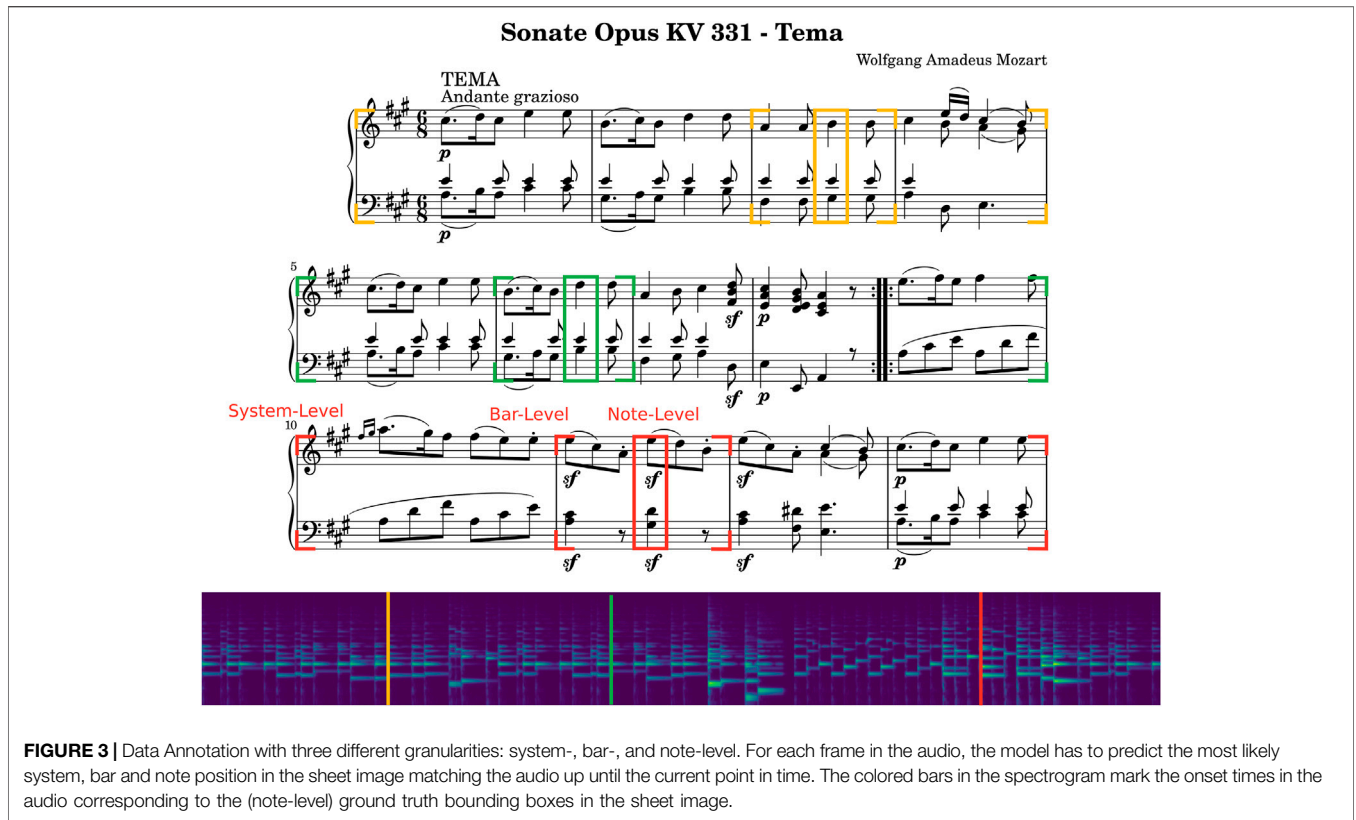 Sonate Opus KV 331 - Tema
Wolfgang Amadeus Mozart
TEMA
Andante grazioso
6 8
p
6 8
p
5
sf p
sf p
System-Level Bar-Level Note-Level
10
sf sf sf p
sf sf sf p
FIGURE 3 | Data Annotation with three different granularities: system-, bar-, and note-level. For each frame in the audio, the model has to predict the most likely
system, bar and note position in the sheet image matching the audio up until the current point in time. The colored bars in the spectrogram mark the onset times in the
audio corresponding to the (note-level) ground truth bounding boxes in the sheet image.